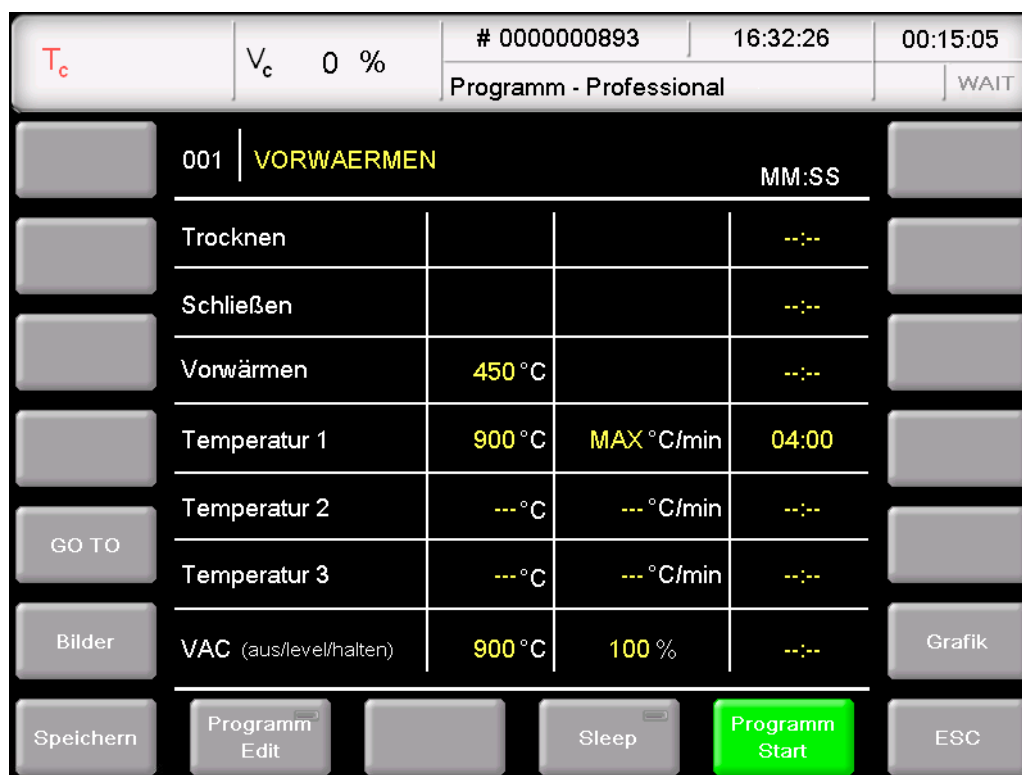 Tc
Vc 0 %
# 0000000893 16:32:26 00:15:05
Programm - Professional WAIT
001 VORWAERMEN MM:SS
Trocknen --:--
Schließen --:--
Vorwärmen 450 °C --:--
Temperatur 1 900 °C MAX °C/min 04:00
Temperatur 2 --- °C --- °C/min --:--
GO TO
Temperatur 3 --- °C --- °C/min --:--
Bilder VAC (aus/level/halten) 900 °C 100 % --:-- Grafik
Speichern
Programm
Edit
Sleep
Programm
Start
ESC